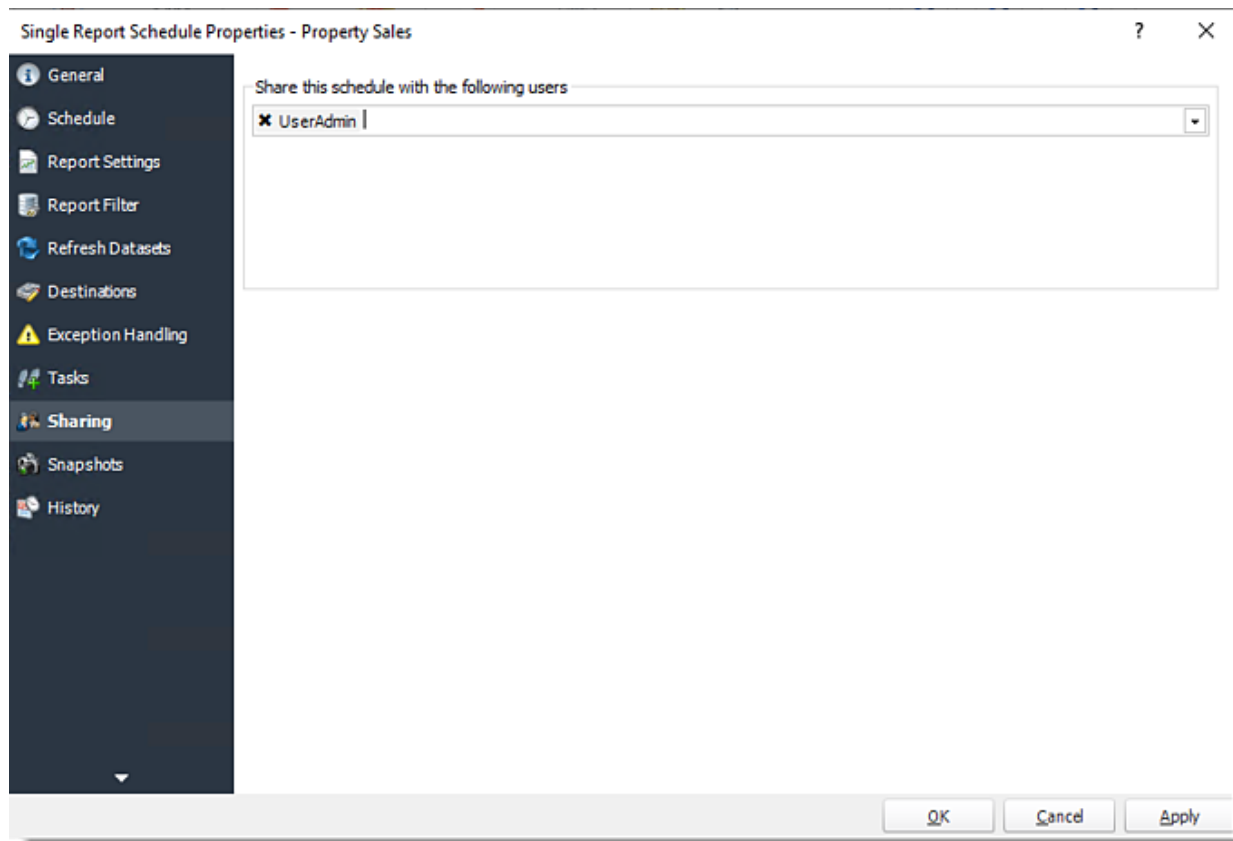 Single Report Schedule Properties - Property Sales
?
General
Share this schedule with the following users
Schedule
UserAdmin
Report Settings
Report Filter
Refresh Datasets
Destinations
Exception Handling
Tasks
Sharing
Snapshots
History
OK
Cancel
Apply